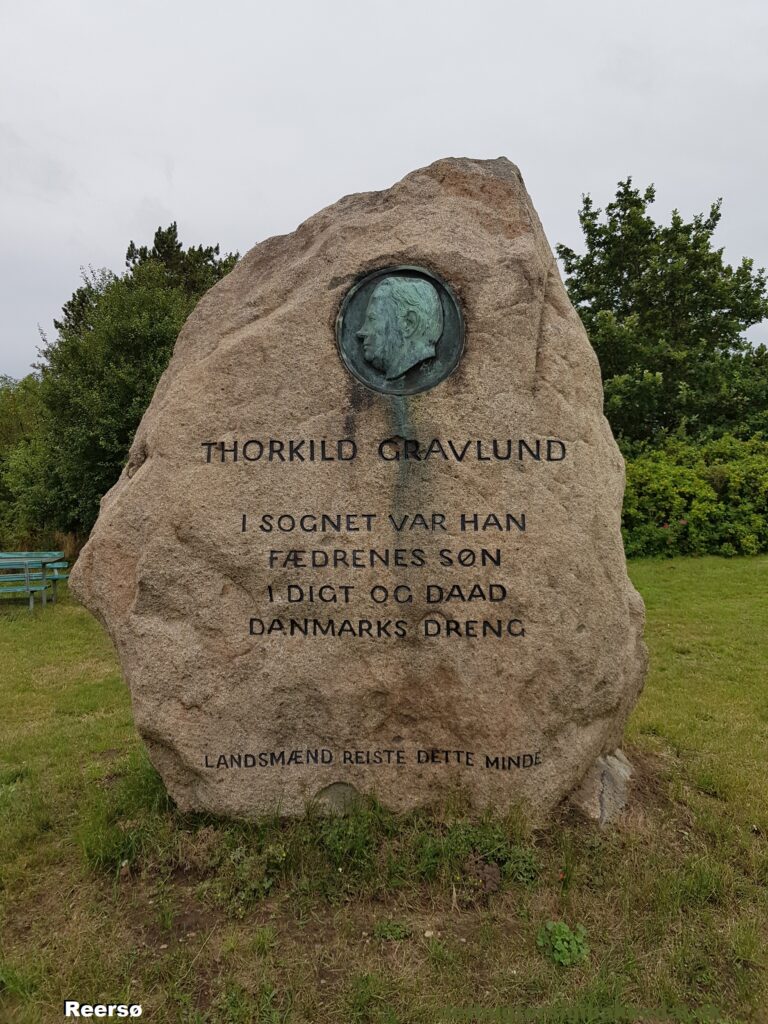 THORKILD GRAVLUND
I SOGNET VAR HAN
FÆDRENES SØN
I DIGT OG DAAD
DANMARKS DRENG
LANDSMÆND REISTE DETTE MINDE
Reersø